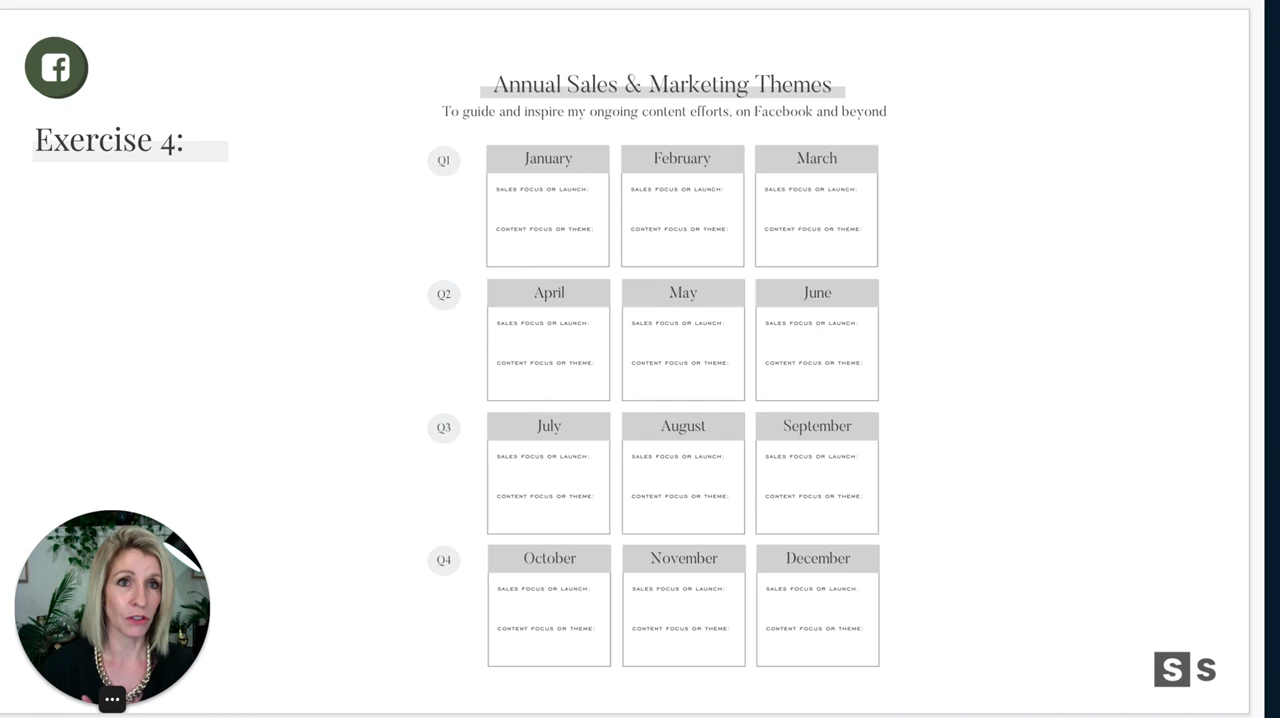 Exercise 4:
Annual Sales & Marketing Themes
To guide and inspire my ongoing content efforts, on Facebook and beyond
Q1
January
February
March
SALES FOCUS OR LAUNCH:
SALES FOCUS OR LAUNCH:
SALES FOCUS OR LAUNCH:
CONTENT FOCUS OR THEME:
CONTENT FOCUS OR THEME:
CONTENT FOCUS OR THEME:
Q2
April
May
June
SALES FOCUS OR LAUNCH:
SALES FOCUS OR LAUNCH:
SALES FOCUS OR LAUNCH:
CONTENT FOCUS OR THEME:
CONTENT FOCUS OR THEME:
CONTENT FOCUS OR THEME:
Q3
July
August
September
SALES FOCUS OR LAUNCH:
SALES FOCUS OR LAUNCH:
SALES FOCUS OR LAUNCH:
CONTENT FOCUS OR THEME:
CONTENT FOCUS OR THEME:
CONTENT FOCUS OR THEME:
Q4
October
November
December
SALES FOCUS OR LAUNCH:
SALES FOCUS OR LAUNCH:
SALES FOCUS OR LAUNCH:
CONTENT FOCUS OR THEME:
CONTENT FOCUS OR THEME:
CONTENT FOCUS OR THEME:
S S